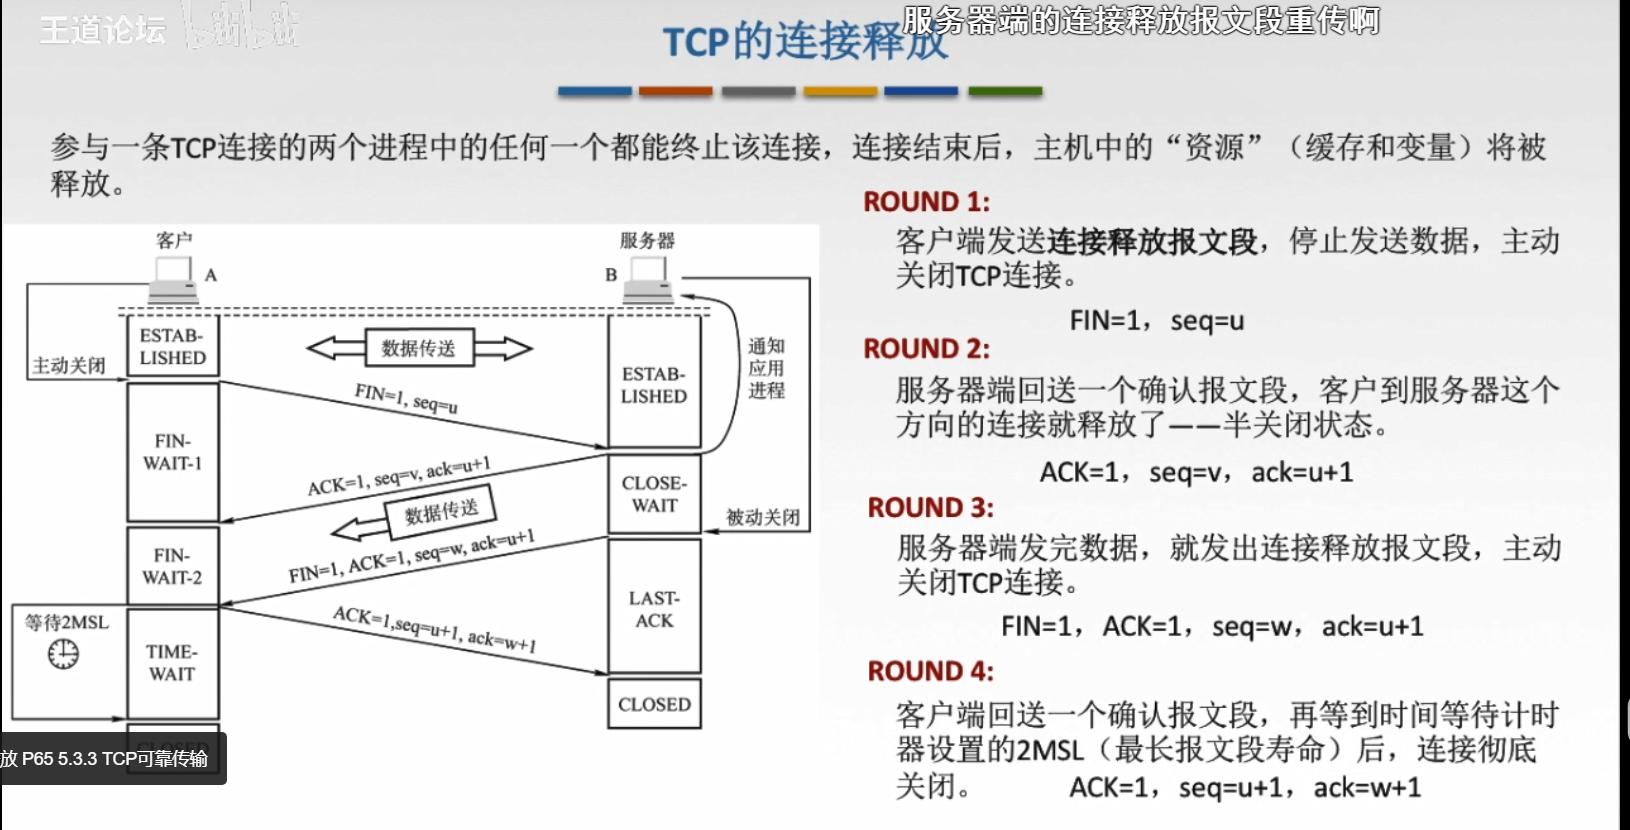 王道论坛 bilibili
服务器端的连接释放报文段重传啊
TCP的连接释放
参与一条TCP连接的两个进程中的任何一个都能终止该连接，连接结束后，主机中的“资源”（缓存和变量）将被
释放。
客户
A
服务器
B
ESTAB-
LISHED
主动关闭
数据传送
FIN=1, seq=u
ESTAB-
LISHED
通知
应用
进程
FIN-
WAIT-1
ACK=1, seq=v, ack=u+1
CLOSE-
WAIT
数据传送
被动关闭
FIN-
WAIT-2
FIN=1, ACK=1, seq=w, ack=u+1
等待2MSL
LAST-
ACK
ACK=1,seq=u+1, ack=w+1
TIME-
WAIT
CLOSED
CLOSED
放 P65 5.3.3 TCP可靠传输
ROUND 1:
客户端发送连接释放报文段，停止发送数据，主动
关闭TCP连接。
FIN=1，seq=u
ROUND 2:
服务器端回送一个确认报文段，客户到服务器这个
方向的连接就释放了——半关闭状态。
ACK=1，seq=v，ack=u+1
ROUND 3:
服务器端发完数据，就发出连接释放报文段，主动
关闭TCP连接。
FIN=1，ACK=1，seq=w，ack=u+1
ROUND 4:
客户端回送一个确认报文段，再等到时间等待计时
器设置的2MSL（最长报文段寿命）后，连接彻底
关闭。 ACK=1，seq=u+1，ack=w+1